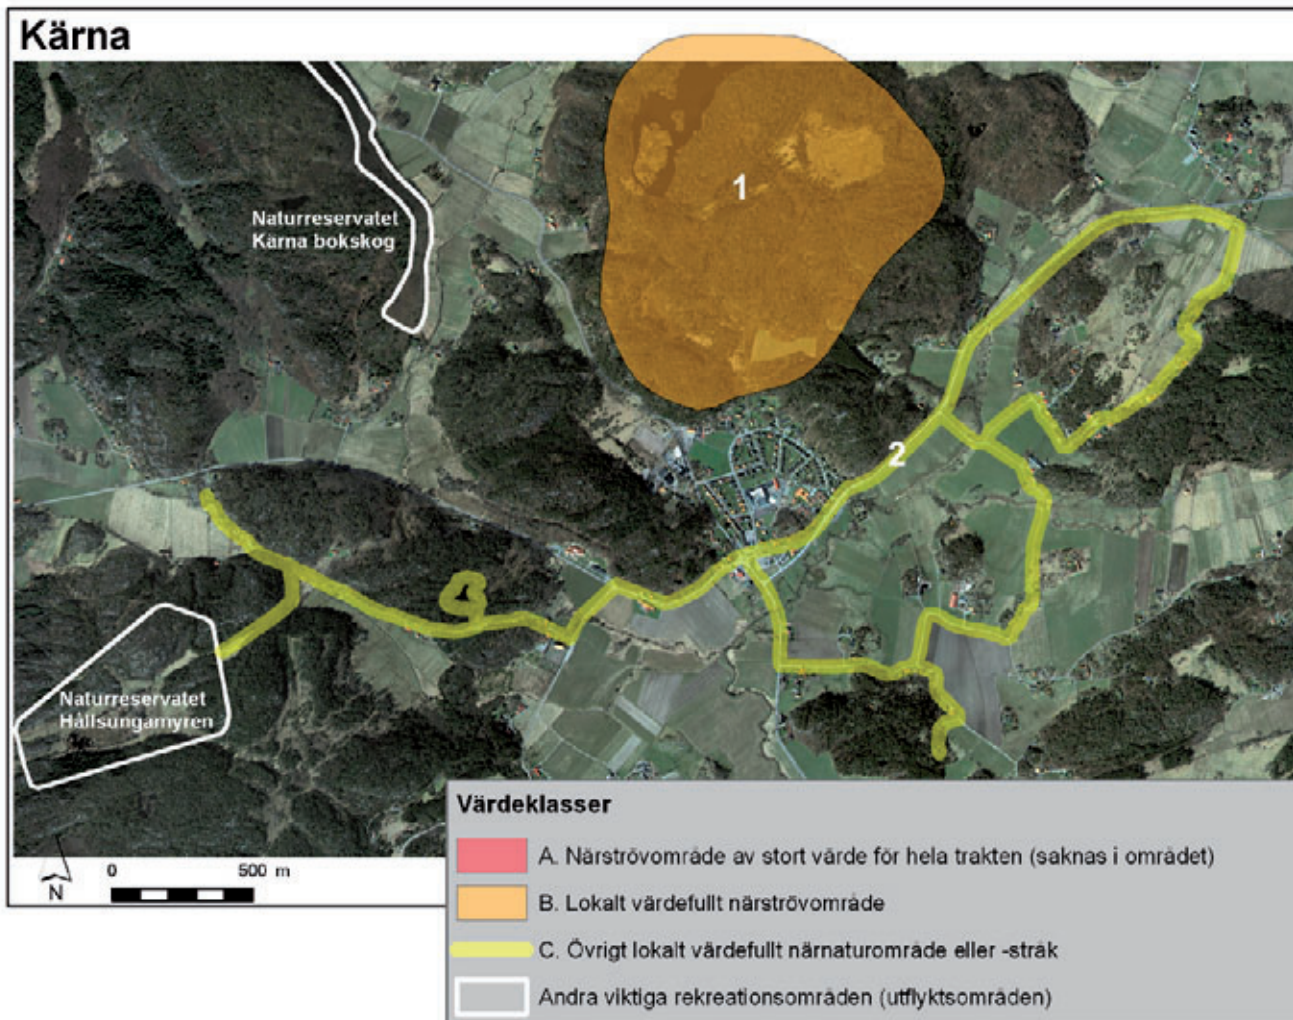 Kärna
1
Naturreservatet
Kärna bokskog
2
Naturreservatet
Hällsungamyren
Värdeklasser
A. Närströvområde av stort värde för hela trakten (saknas i området)
B. Lokalt värdefullt närströvområde
C. Övrigt lokalt värdefullt närnaturområde eller -stråk
Andra viktiga rekreationsområden (utflyktsområden)
0 500 m
N